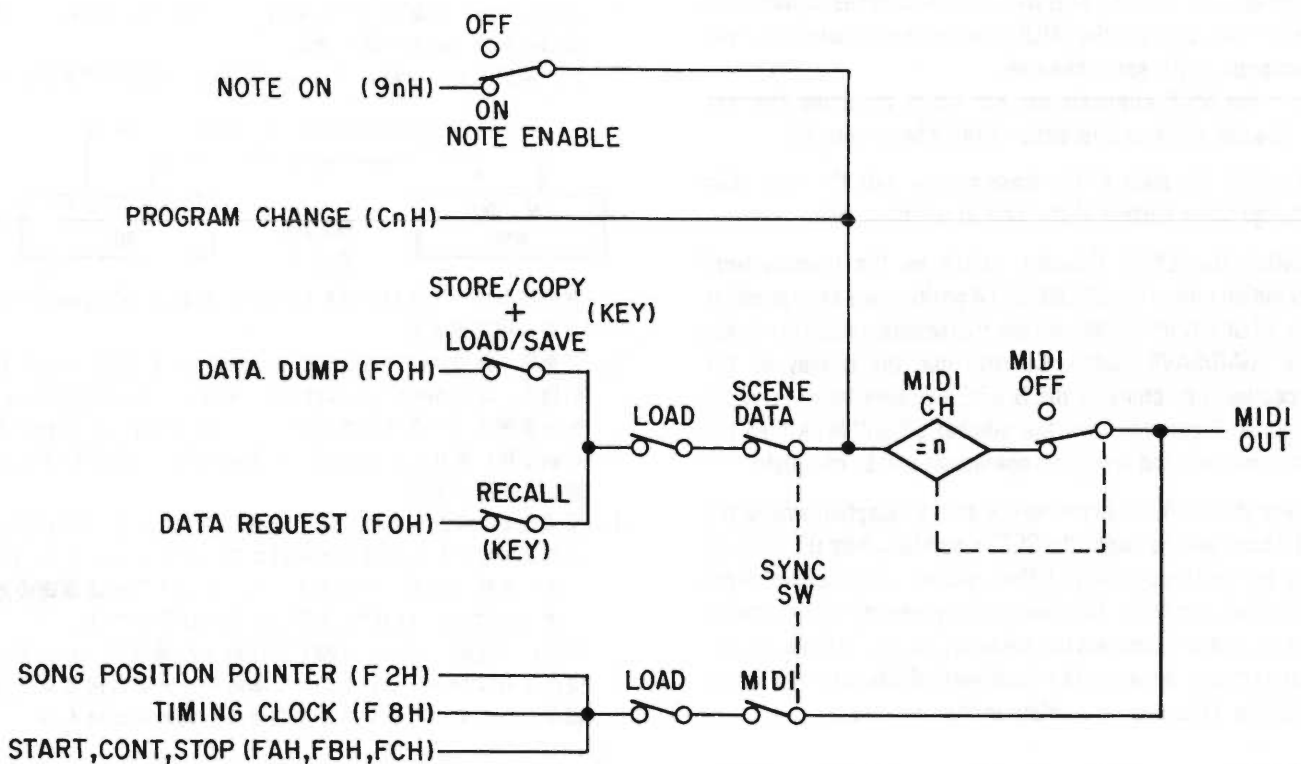 OFF
NOTE ON (9nH)
ON
NOTE ENABLE
PROGRAM CHANGE (CnH)
STORE/COPY
+ (KEY)
LOAD/SAVE
DATA DUMP (F0H)
LOAD
SCENE
DATA
MIDI
CH
= n
MIDI
OFF
MIDI
OUT
RECALL
DATA REQUEST (F0H)
(KEY)
SYNC
SW
SONG POSITION POINTER (F2H)
TIMING CLOCK (F8H)
START,CONT,STOP (FAH,FBH,FCH)
LOAD
MIDI